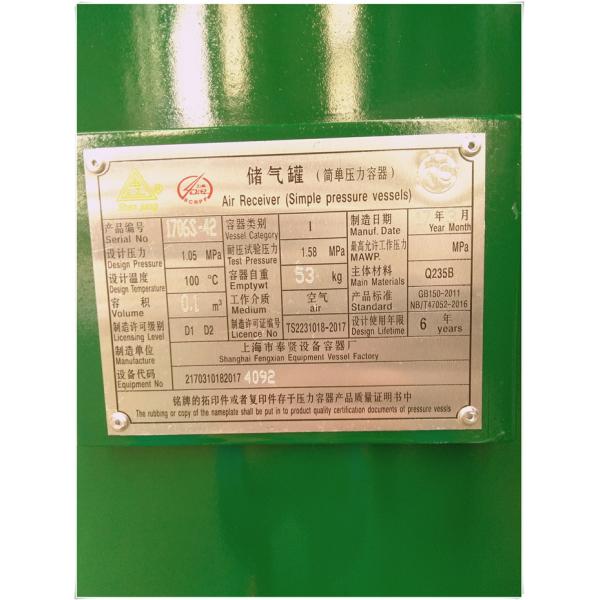 储气罐 (简单压力容器)
Air Receiver (Simple pressure vessels)
Shen jiang
产品编号 1706S-42 容器类别 1 制造日期 17 年 月
Serial No Vessel Category Manuf. Date Year Month
设计压力 1.05 MPa 耐压试验压力 1.58 MPa 最高允许工作压力 MPa
Design Pressure Test Pressure MAWP.
设计温度 100 ℃ 容器自重 53 kg 主体材料 Q235B
Design Temperature Emptywt Main Materials
容 积 0.1 m³ 工作介质 空气 产品标准 GB150-2011
Volume Medium air Standard NB/T47052-2016
制造许可级别 D1 D2 制造许可证编号 TS2231018-2017 设计使用年限 6 年
Licensing Level Licence No Design Lifetime years
制造单位 上海市奉贤设备容器厂
Manufacture Shanghai Fengxian Equipment Vessel Factory
设备代码 2170310182017 4092
Equipment No
铭牌的拓印件或者复印件存于压力容器产品质量证明书中
The rubbing or copy of the nameplate shall be put in to product quality certification documents of pressure vessls